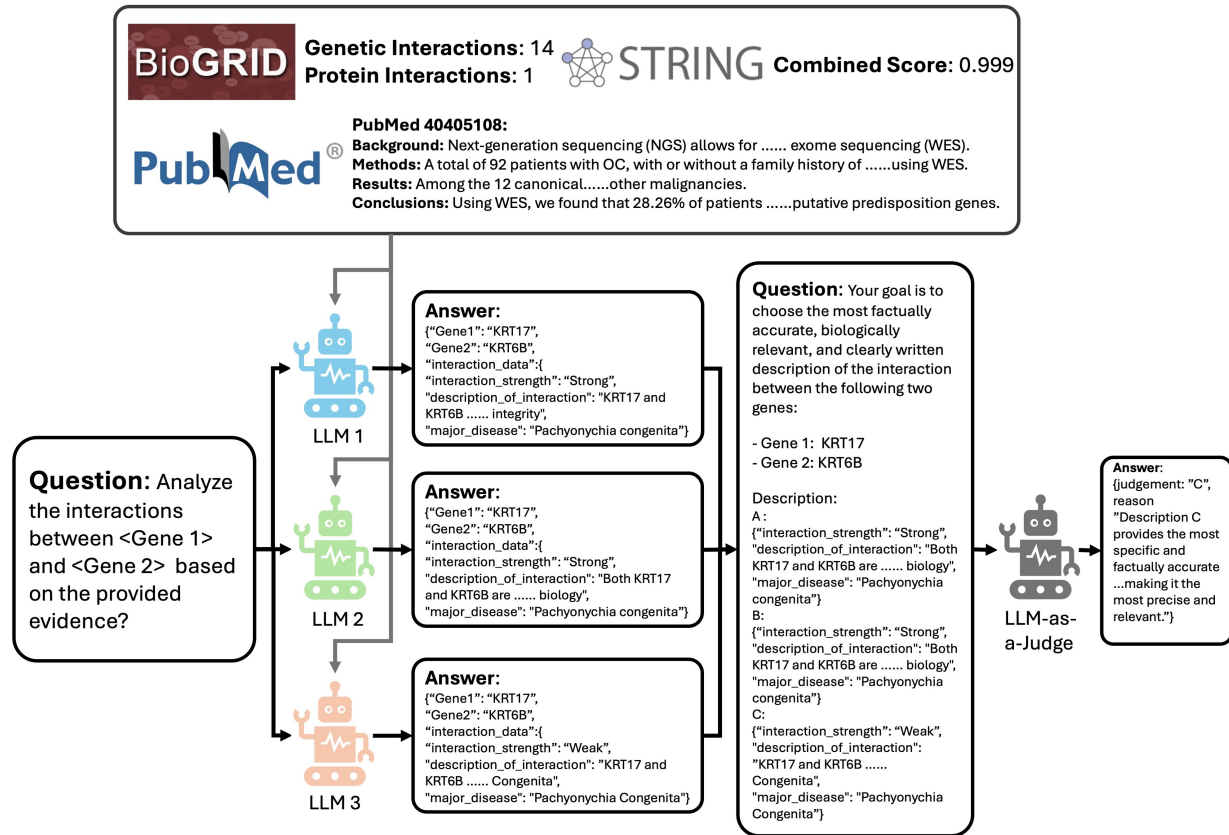 BioGRID
Genetic Interactions: 14
Protein Interactions: 1
STRING
Combined Score: 0.999
PubMed®
PubMed 40405108:
Background: Next-generation sequencing (NGS) allows for ...... exome sequencing (WES).
Methods: A total of 92 patients with OC, with or without a family history of ......using WES.
Results: Among the 12 canonical......other malignancies.
Conclusions: Using WES, we found that 28.26% of patients ......putative predisposition genes.
Question: Analyze
the interactions
between <Gene 1>
and <Gene 2> based
on the provided
evidence?
LLM 1
Answer:
{“Gene1”: “KRT17”,
“Gene2”: “KRT6B”,
“interaction_data”:{
“interaction_strength”: “Strong”,
"description_of_interaction": "KRT17 and
KRT6B ...... integrity",
"major_disease": "Pachyonychia congenita"}
LLM 2
Answer:
{“Gene1”: “KRT17”,
“Gene2”: “KRT6B”,
“interaction_data”:{
“interaction_strength”: “Strong”,
"description_of_interaction": "Both KRT17
and KRT6B are ...... biology",
"major_disease": "Pachyonychia congenita"}
LLM 3
Answer:
{“Gene1”: “KRT17”,
“Gene2”: “KRT6B”,
“interaction_data”:{
“interaction_strength”: “Weak”,
"description_of_interaction": ”KRT17 and
KRT6B ...... Congenita",
"major_disease": "Pachyonychia Congenita"}
Question: Your goal is to
choose the most factually
accurate, biologically
relevant, and clearly written
description of the interaction
between the following two
genes:
- Gene 1: KRT17
- Gene 2: KRT6B
Description:
A :
{“interaction_strength”: “Strong”,
"description_of_interaction": "Both
KRT17 and KRT6B are ...... biology",
"major_disease": "Pachyonychia
congenita”}
B:
{“interaction_strength”: “Strong”,
"description_of_interaction": "Both
KRT17 and KRT6B are ...... biology",
"major_disease": "Pachyonychia
congenita”}
C:
{“interaction_strength”: “Weak”,
"description_of_interaction":
”KRT17 and KRT6B ......
Congenita",
"major_disease": "Pachyonychia
Congenita”}
LLM-as-
a-Judge
Answer:
{judgement: ”C”,
reason
”Description C
provides the most
specific and
factually accurate
...making it the
most precise and
relevant.”}